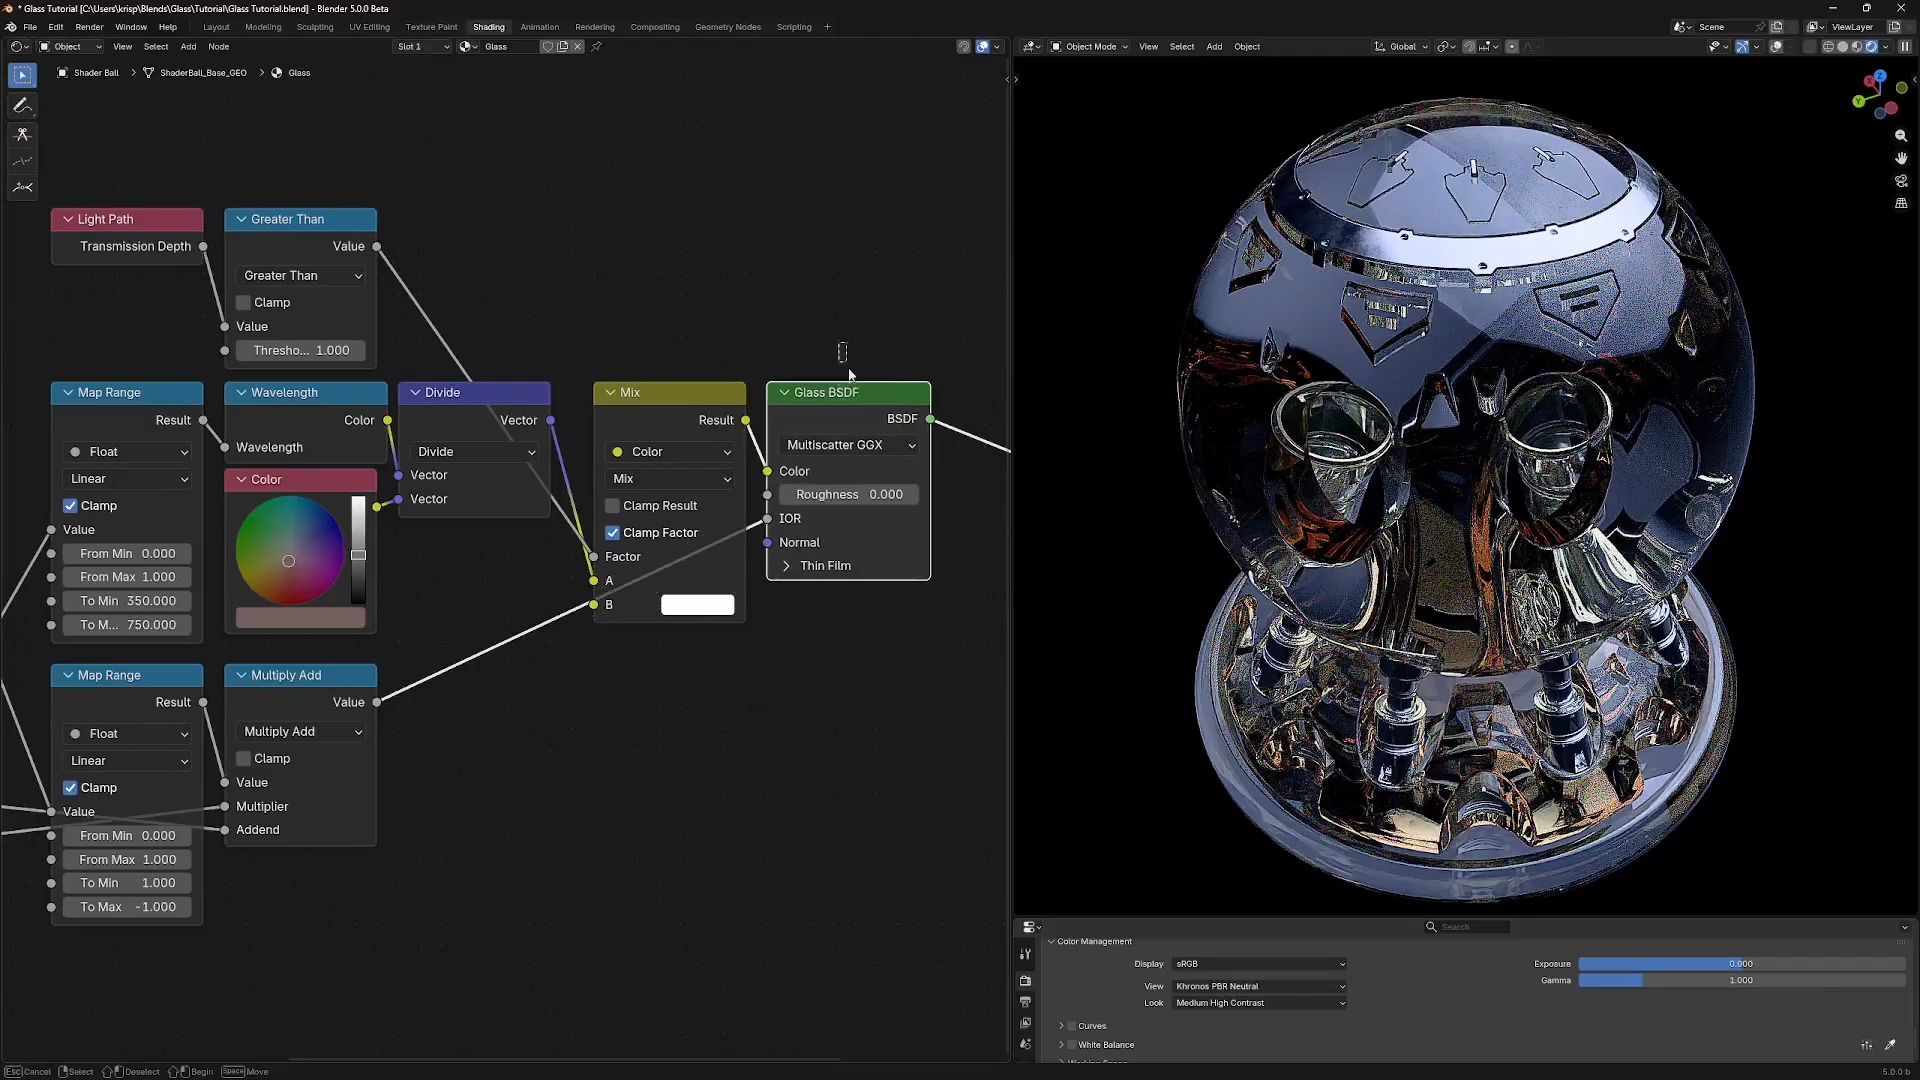 * Glass Tutorial [C:\Users\krisp\Blends\Glass\Tutorial\Glass Tutorial.blend] - Blender 5.0.0 Beta
File Edit Render Window Help Layout Modeling Sculpting UV Editing Texture Paint Shading Animation Rendering Compositing Geometry Nodes Scripting + Scene ViewLayer
Object View Select Add Node Slot 1 Glass
Object Mode View Select Add Object Global
Shader Ball > ShaderBall_Base_GEO > Glass
Light Path
Transmission Depth
Greater Than
Value
Greater Than
Clamp
Value
Thresho... 1.000
Map Range
Result
Float
Linear
Clamp
Value
From Min 0.000
From Max 1.000
To Min 350.000
To M... 750.000
Wavelength
Color
Wavelength
Color
Divide
Vector
Divide
Vector
Vector
Mix
Result
Color
Mix
Clamp Result
Clamp Factor
Factor
A
B
Glass BSDF
BSDF
Multiscatter GGX
Color
Roughness 0.000
IOR
Normal
Thin Film
Map Range
Result
Float
Linear
Clamp
Value
From Min 0.000
From Max 1.000
To Min 1.000
To Max -1.000
Multiply Add
Value
Multiply Add
Clamp
Value
Multiplier
Addend
X
Y
Z
Search
Color Management
Display sRGB
View Khronos PBR Neutral
Look Medium High Contrast
Exposure 0.000
Gamma 1.000
Curves
White Balance
Esc Cancel Select Deselect Begin Space Move
5.0.0 b